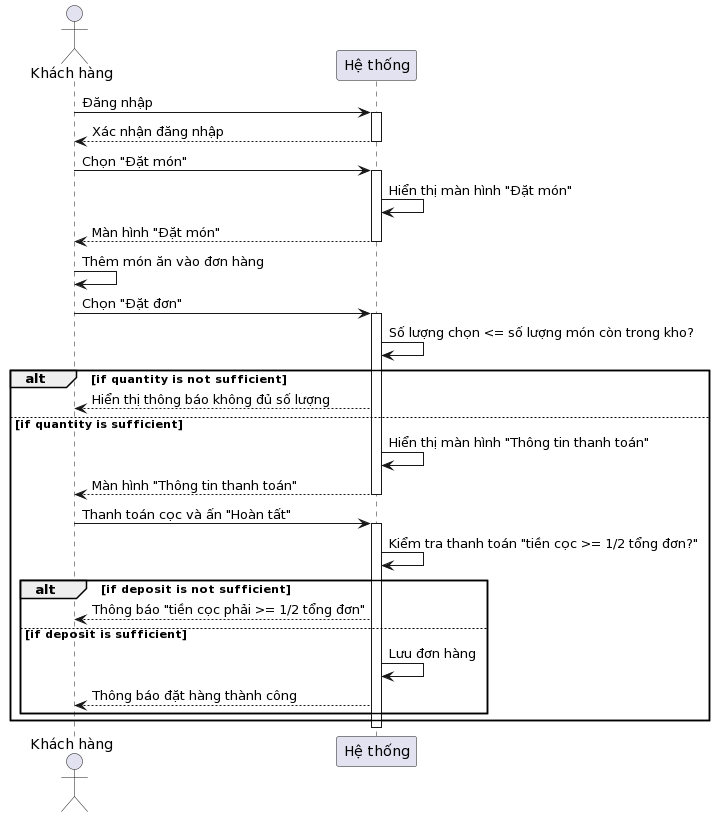 Khách hàng
Hệ thống
Đăng nhập
Xác nhận đăng nhập
Chọn "Đặt món"
Hiển thị màn hình "Đặt món"
Màn hình "Đặt món"
Thêm món ăn vào đơn hàng
Chọn "Đặt đơn"
Số lượng chọn <= số lượng món còn trong kho?
alt [if quantity is not sufficient]
Hiển thị thông báo không đủ số lượng
[if quantity is sufficient]
Hiển thị màn hình "Thông tin thanh toán"
Màn hình "Thông tin thanh toán"
Thanh toán cọc và ấn "Hoàn tất"
Kiểm tra thanh toán "tiền cọc >= 1/2 tổng đơn?"
alt [if deposit is not sufficient]
Thông báo "tiền cọc phải >= 1/2 tổng đơn"
[if deposit is sufficient]
Lưu đơn hàng
Thông báo đặt hàng thành công
Khách hàng
Hệ thống